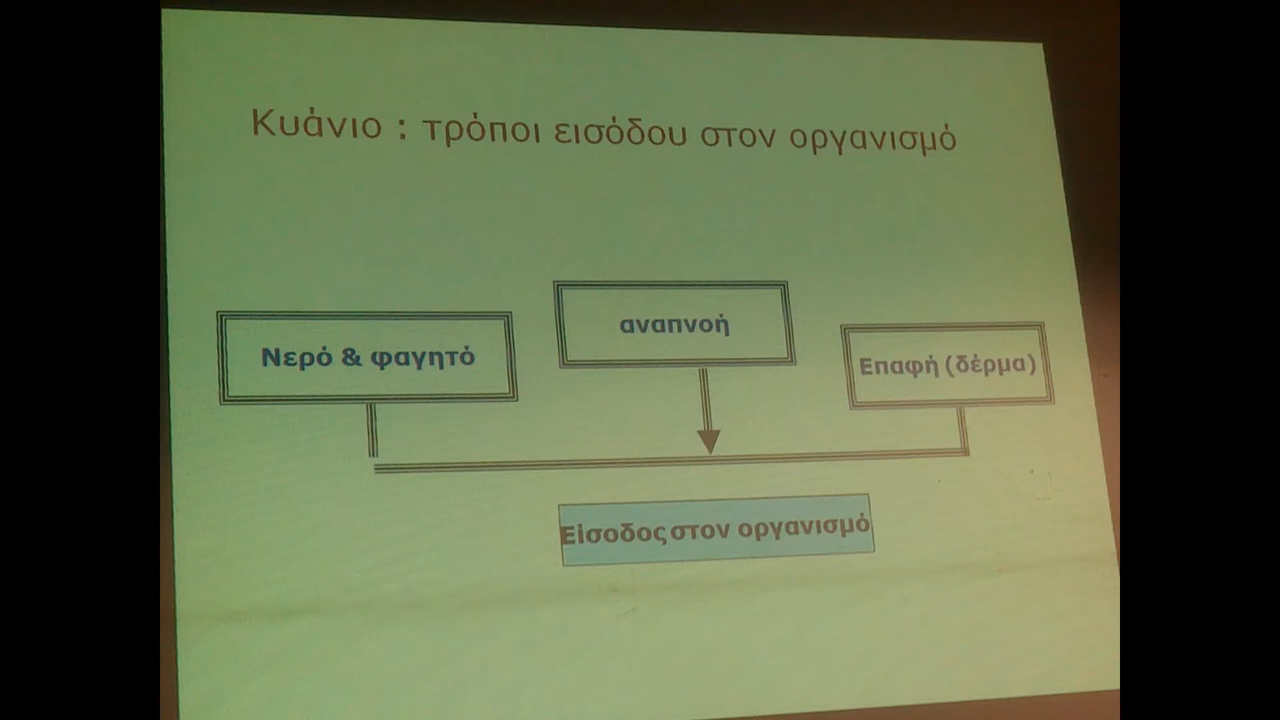 Κυάνιο : τρόποι εισόδου στον οργανισμό
αναπνοή
Νερό & φαγητό
Επαφή (δέρμα)
Είσοδος στον οργανισμό